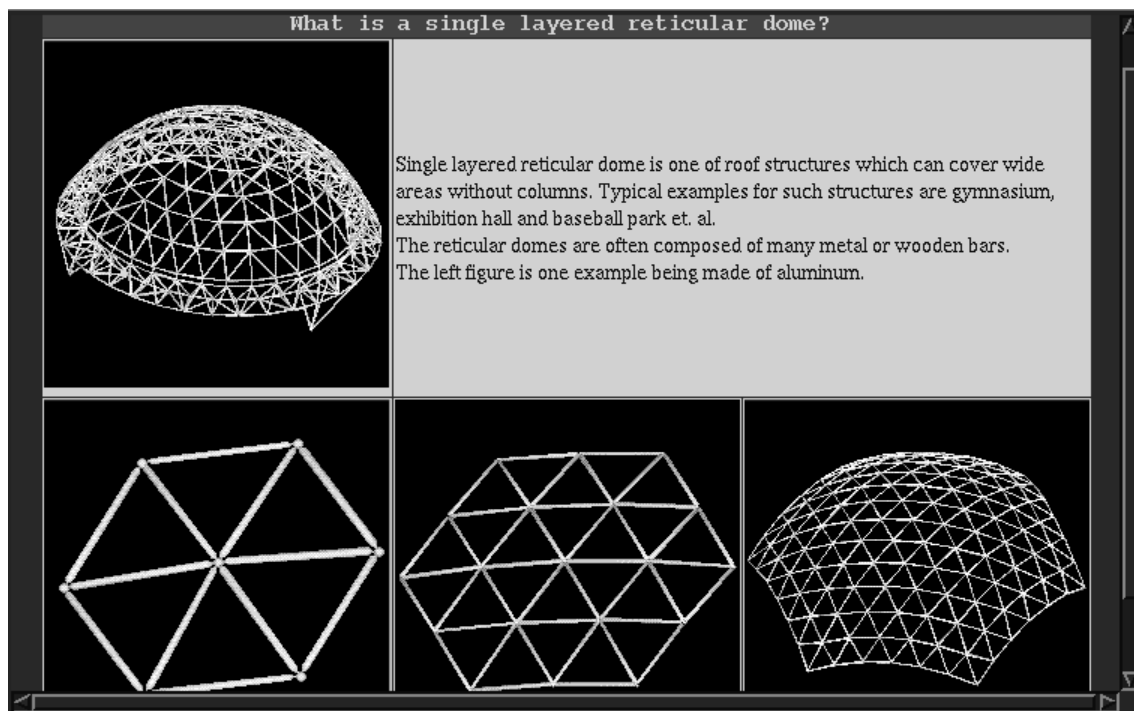 What is a single layered reticular dome?
Single layered reticular dome is one of roof structures which can cover wide
areas without columns. Typical examples for such structures are gymnasium,
exhibition hall and baseball park et. al.
The reticular domes are often composed of many metal or wooden bars.
The left figure is one example being made of aluminum.